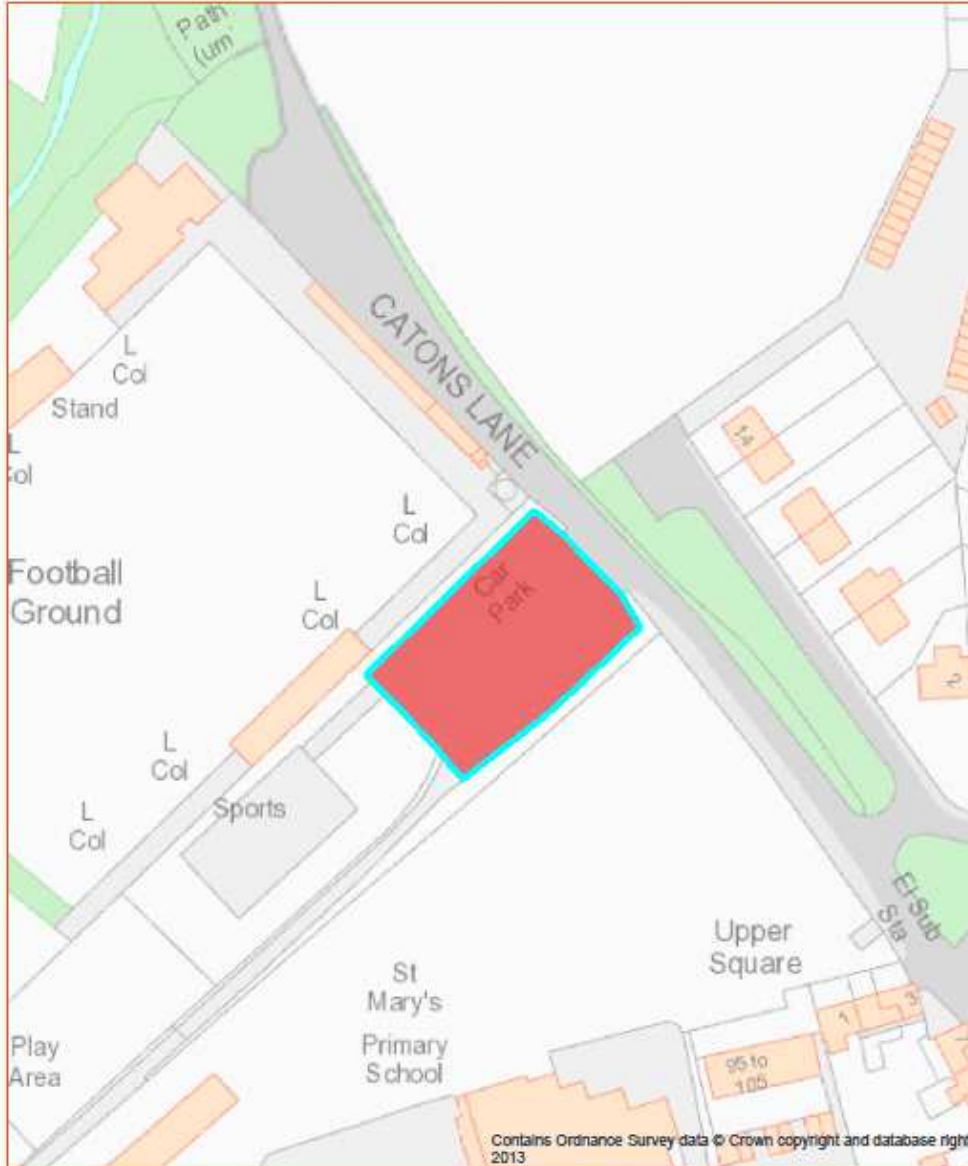 Path
(um
CATONS LANE
L
Col
Stand
L
Col
L
Col
Football
Ground
L
Col
Car
Park
14
2
L
Col
L
Col
Sports
El Sub
Sta
Upper
Square
St
Mary's
Primary
School
1
3
Play
Area
95 to
105
Contains Ordnance Survey data © Crown copyright and database right
2013